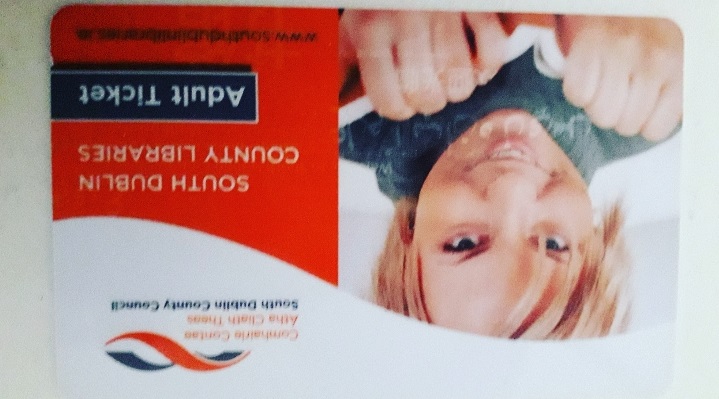 Comhairle Contae
Átha Cliath Theas
South Dublin County Council
SOUTH DUBLIN
COUNTY LIBRARIES
Adult Ticket
www.southdublinlibraries.ie